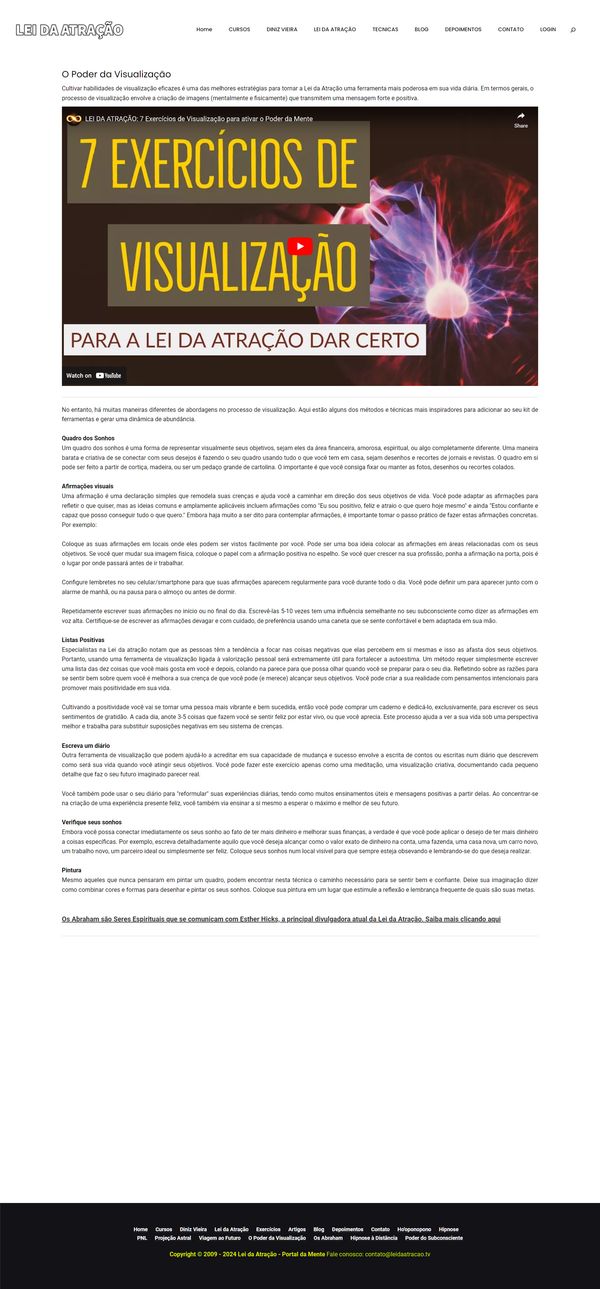 LEI DA ATRAÇÃO
Home CURSOS DINIZ VIEIRA LEI DA ATRAÇÃO TECNICAS BLOG DEPOIMENTOS CONTATO LOGIN
O Poder da Visualização
Cultivar habilidades de visualização eficazes é uma das melhores estratégias para tornar a Lei da Atração uma ferramenta mais poderosa em sua vida diária. Em termos gerais, o
processo de visualização envolve a criação de imagens (mentalmente e fisicamente) que transmitem uma mensagem forte e positiva.
LEI DA ATRAÇÃO: 7 Exercícios de Visualização para ativar o Poder da Mente
Share
7 EXERCÍCIOS DE
VISUALIZAÇÃO
PARA A LEI DA ATRAÇÃO DAR CERTO
Watch on YouTube
No entanto, há muitas maneiras diferentes de abordagens no processo de visualização. Aqui estão alguns dos métodos e técnicas mais inspiradores para adicionar ao seu kit de
ferramentas e gerar uma dinâmica de abundância.
Quadro dos Sonhos
Um quadro dos sonhos é uma forma de representar visualmente seus objetivos, sejam eles da área financeira, amorosa, espiritual, ou algo completamente diferente. Uma maneira
barata e criativa de se conectar com seus desejos é fazendo o seu quadro usando tudo o que você tem em casa, sejam desenhos e recortes de jornais e revistas. O quadro em si
pode ser feito a partir de cortiça, madeira, ou ser um pedaço grande de cartolina. O importante é que você consiga fixar ou manter as fotos, desenhos ou recortes colados.
Afirmações visuais
Uma afirmação é uma declaração simples que remodela suas crenças e ajuda você a caminhar em direção dos seus objetivos de vida. Você pode adaptar as afirmações para
refletir o que quiser, mas as ideias comuns e amplamente aplicáveis incluem afirmações como "Eu sou positivo, feliz e atraio o que quero hoje mesmo" e ainda "Estou confiante e
capaz que posso conseguir tudo o que quero." Embora haja muito a ser dito para contemplar afirmações, é importante tomar o passo prático de fazer estas afirmações concretas.
Por exemplo:
Coloque as suas afirmações em locais onde eles podem ser vistos facilmente por você. Pode ser uma boa ideia colocar as afirmações em áreas relacionadas com os seus
objetivos. Se você quer mudar sua imagem física, coloque o papel com a afirmação positiva no espelho. Se você quer crescer na sua profissão, ponha a afirmação na porta, pois é
o lugar por onde passará antes de ir trabalhar.
Configure lembretes no seu celular/smartphone para que suas afirmações aparecem regularmente para você durante todo o dia. Você pode definir um para aparecer junto com o
alarme de manhã, ou na pausa para o almoço ou antes de dormir.
Repetidamente escrever suas afirmações no início ou no final do dia. Escrevê-las 5-10 vezes tem uma influência semelhante no seu subconsciente como dizer as afirmações em
voz alta. Certifique-se de escrever as afirmações devagar e com cuidado, de preferência usando uma caneta que se sente confortável e bem adaptada em sua mão.
Listas Positivas
Especialistas na Lei da atração notam que as pessoas têm a tendência a focar nas coisas negativas que elas percebem em si mesmas e isso as afasta dos seus objetivos.
Portanto, usando uma ferramenta de visualização ligada à valorização pessoal será extremamente útil para fortalecer a autoestima. Um método requer simplesmente escrever
uma lista das dez coisas que você mais gosta em você e depois, colando na parece para que possa olhar quando você se preparar para o seu dia. Refletindo sobre as razões para
se sentir bem sobre quem você é melhora a sua crença de que você pode (e merece) alcançar seus objetivos. Você pode criar a sua realidade com pensamentos intencionais para
promover mais positividade em sua vida.
Cultivando a positividade você vai se tornar uma pessoa mais vibrante e bem sucedida, então você pode comprar um caderno e dedicá-lo, exclusivamente, para escrever os seus
sentimentos de gratidão. A cada dia, anote 3-5 coisas que fazem você se sentir feliz por estar vivo, ou que você aprecia. Este processo ajuda a ver a sua vida sob uma perspectiva
melhor e trabalha para substituir suposições negativas em seu sistema de crenças.
Escreva um diário
Outra ferramenta de visualização que podem ajudá-lo a acreditar em sua capacidade de mudança e sucesso envolve a escrita de contos ou escritas num diário que descrevem
como será sua vida quando você atingir seus objetivos. Você pode fazer este exercício apenas como uma meditação, uma visualização criativa, documentando cada pequeno
detalhe que faz o seu futuro imaginado parecer real.
Você também pode usar o seu diário para "reformular" suas experiências diárias, tendo como muitos ensinamentos úteis e mensagens positivas a partir delas. Ao concentrar-se
na criação de uma experiência presente feliz, você também via ensinar a si mesmo a esperar o máximo e melhor de seu futuro.
Verifique seus sonhos
Embora você possa conectar imediatamente os seus sonho ao fato de ter mais dinheiro e melhorar suas finanças, a verdade é que você pode aplicar o desejo de ter mais dinheiro
a coisas específicas. Por exemplo, escreva detalhadamente aquilo que você deseja alcançar como o valor exato de dinheiro na conta, uma fazenda, uma casa nova, um carro novo,
um trabalho novo, um parceiro ideal ou simplesmente ser feliz. Coloque seus sonhos num local visível para que sempre esteja obsevando e lembrando-se do que deseja realizar.
Pintura
Mesmo aqueles que nunca pensaram em pintar um quadro, podem encontrar nesta técnica o caminho necessário para se sentir bem e confiante. Deixe sua imaginação dizer
como combinar cores e formas para desenhar e pintar os seus sonhos. Coloque sua pintura em um lugar que estimule a reflexão e lembrança frequente de quais são suas metas.
Os Abraham são Seres Espirituais que se comunicam com Esther Hicks, a principal divulgadora atual da Lei da Atração. Saiba mais clicando aqui
Home Cursos Diniz Vieira Lei da Atração Exercícios Artigos Blog Depoimentos Contato Ho'oponopono Hipnose
PNL Projeção Astral Viagem ao Futuro O Poder da Visualização Os Abraham Hipnose à Distância Poder do Subconsciente
Copyright © 2009 - 2024 Lei da Atração - Portal da Mente Fale conosco: contato@leidaatracao.tv